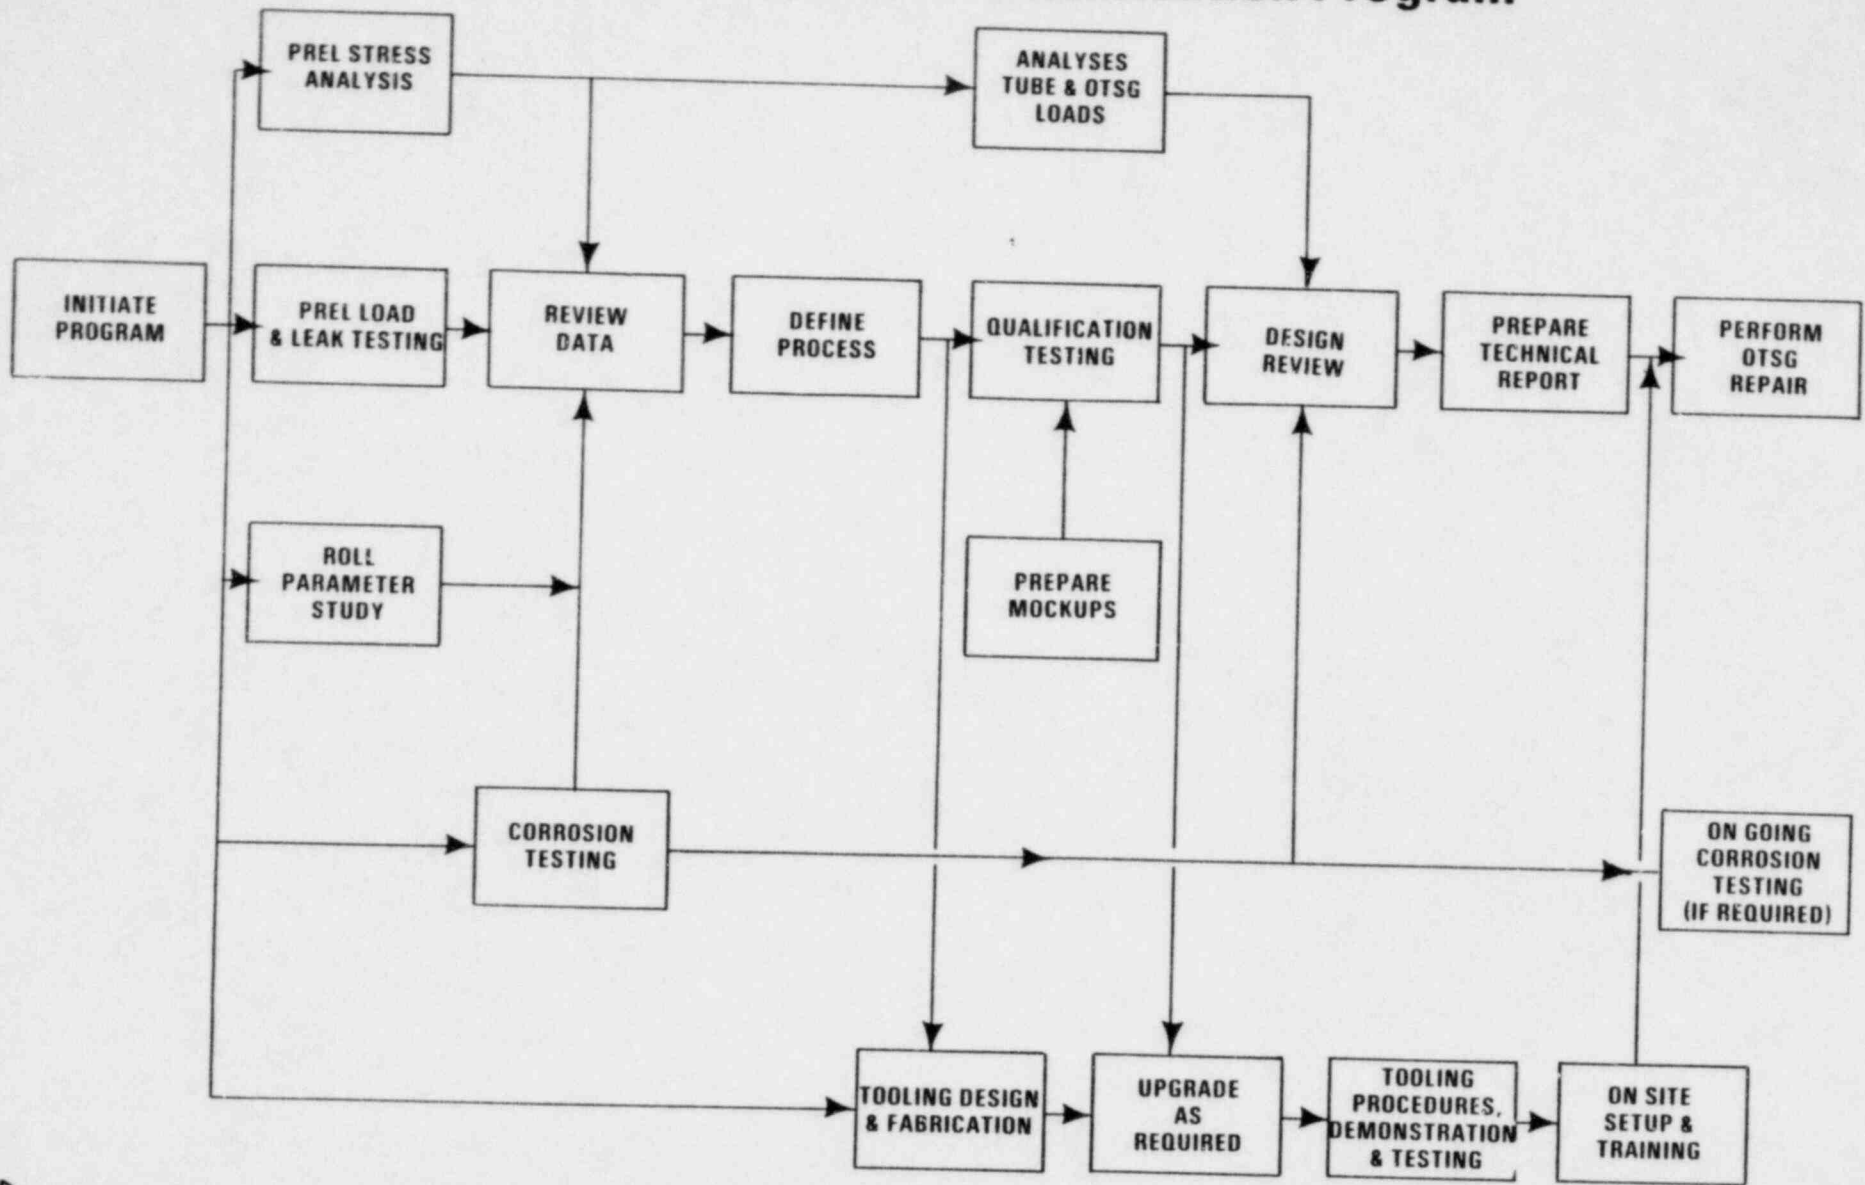 Program
PREL STRESS
ANALYSIS
ANALYSES
TUBE & OTSG
LOADS
INITIATE
PROGRAM
PREL LOAD
& LEAK TESTING
REVIEW
DATA
DEFINE
PROCESS
QUALIFICATION
TESTING
DESIGN
REVIEW
PREPARE
TECHNICAL
REPORT
PERFORM
OTSG
REPAIR
ROLL
PARAMETER
STUDY
PREPARE
MOCKUPS
CORROSION
TESTING
ON GOING
CORROSION
TESTING
(IF REQUIRED)
TOOLING DESIGN
& FABRICATION
UPGRADE
AS
REQUIRED
TOOLING
PROCEDURES,
DEMONSTRATION
& TESTING
ON SITE
SETUP &
TRAINING